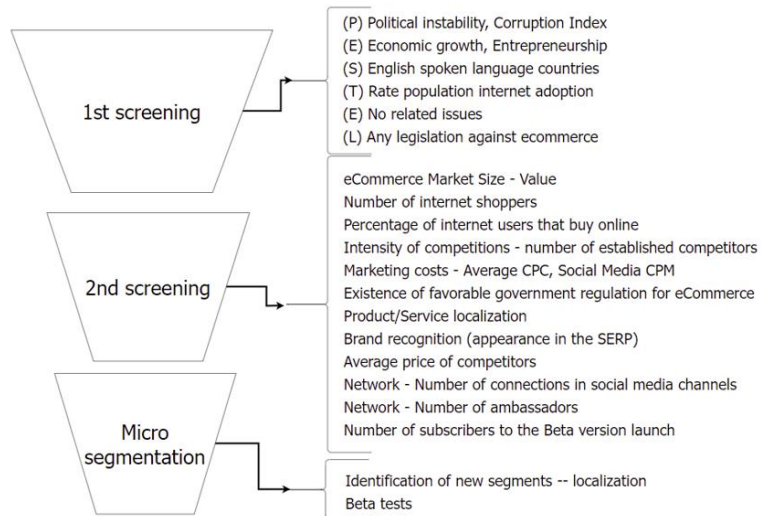 1st screening
(P) Political instability, Corruption Index
(E) Economic growth, Entrepreneurship
(S) English spoken language countries
(T) Rate population internet adoption
(E) No related issues
(L) Any legislation against ecommerce
2nd screening
eCommerce Market Size - Value
Number of internet shoppers
Percentage of internet users that buy online
Intensity of competitions - number of established competitors
Marketing costs - Average CPC, Social Media CPM
Existence of favorable government regulation for eCommerce
Product/Service localization
Brand recognition (appearance in the SERP)
Average price of competitors
Network - Number of connections in social media channels
Network - Number of ambassadors
Number of subscribers to the Beta version launch
Micro
segmentation
Identification of new segments -- localization
Beta tests